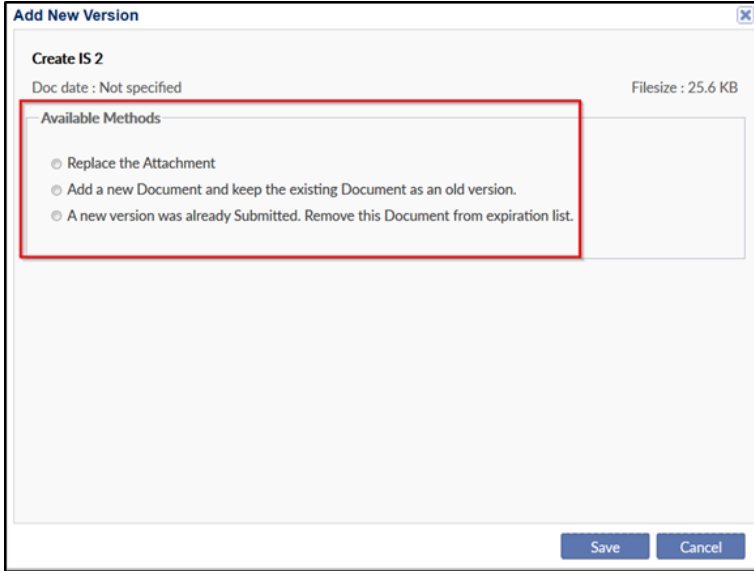 Add New Version
Create IS 2
Doc date : Not specified
Filesize : 25.6 KB
Available Methods
Replace the Attachment
Add a new Document and keep the existing Document as an old version.
A new version was already Submitted. Remove this Document from expiration list.
Save
Cancel